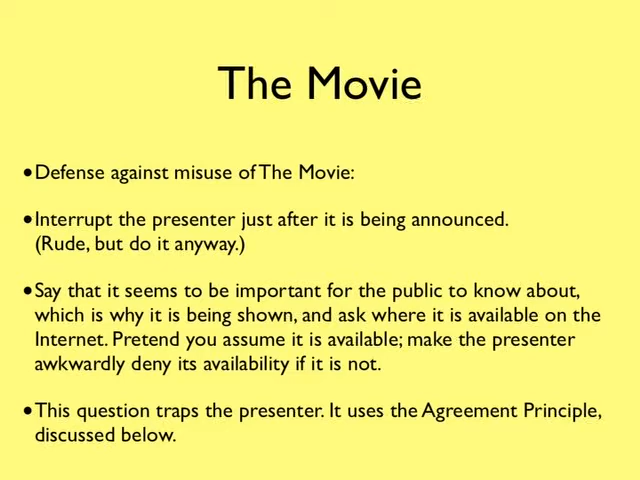 The Movie
•Defense against misuse of The Movie:
•Interrupt the presenter just after it is being announced.
(Rude, but do it anyway.)
•Say that it seems to be important for the public to know about,
which is why it is being shown, and ask where it is available on the
Internet. Pretend you assume it is available; make the presenter
awkwardly deny its availability if it is not.
•This question traps the presenter. It uses the Agreement Principle,
discussed below.